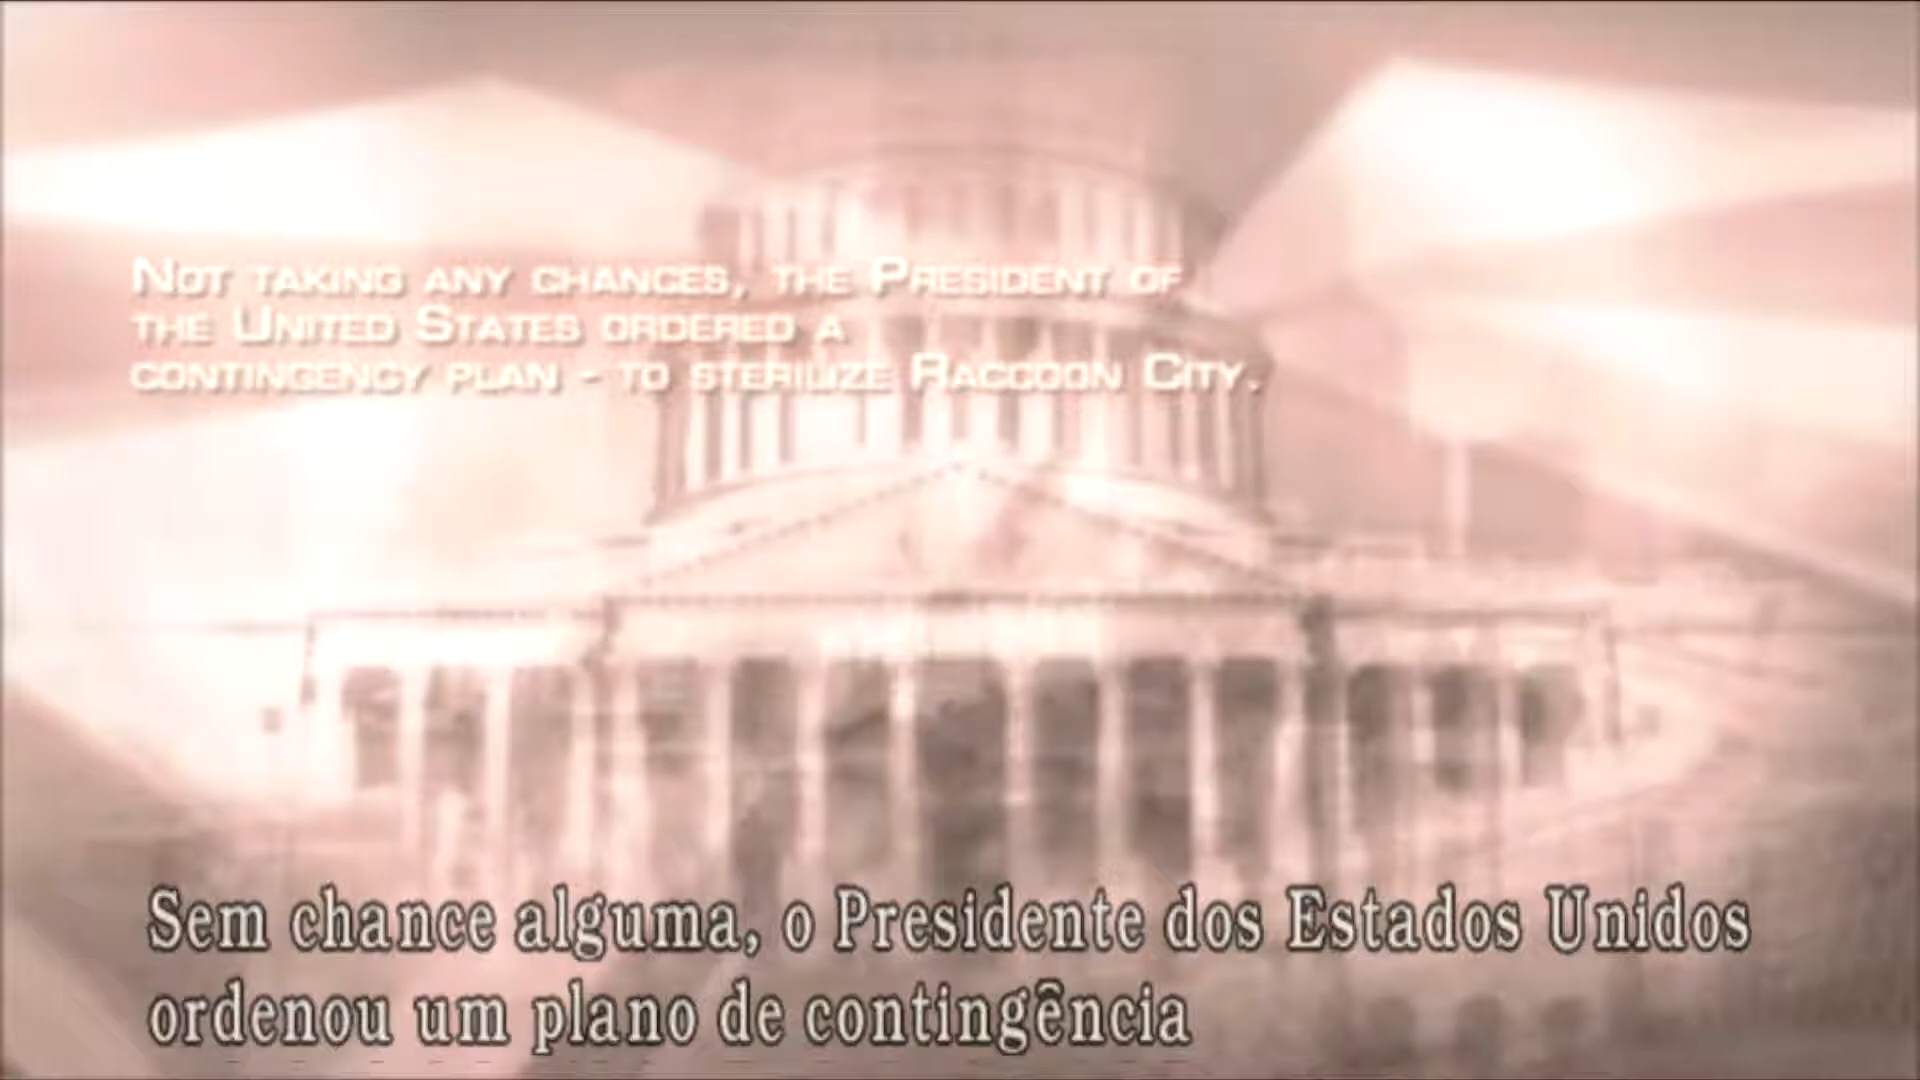 Not taking any chances, the President of
the United States ordered a
contingency plan - to sterilize Raccoon City.
Sem chance alguma, o Presidente dos Estados Unidos
ordenou um plano de contingência